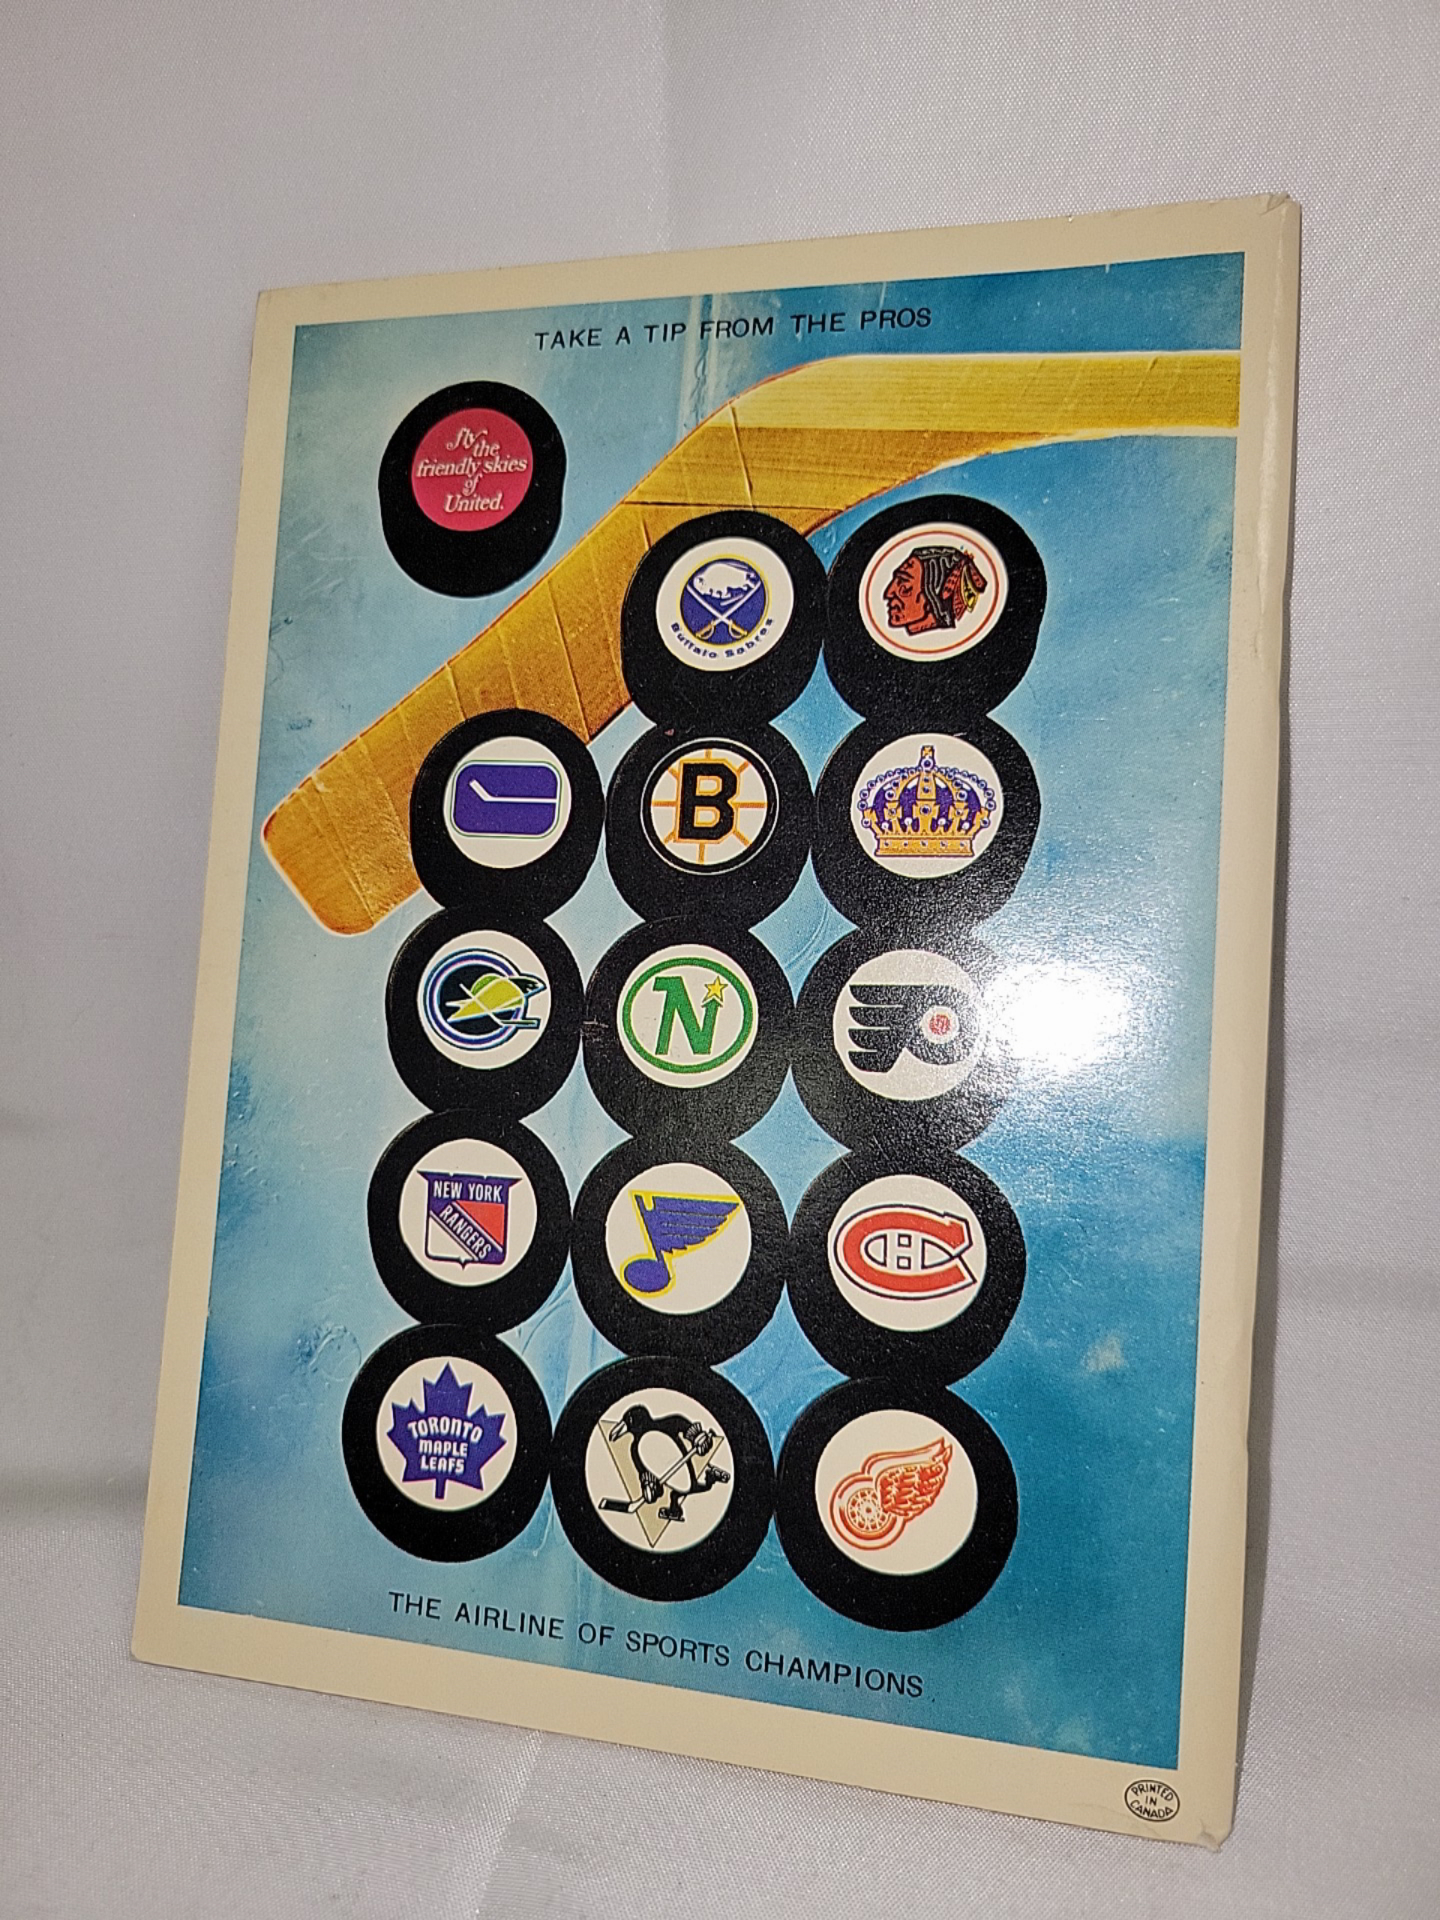 TAKE A TIP FROM THE PROS
fly
the
friendly skies
of
United.
Buffalo Sabres
B
N
NEW YORK
RANGERS
CH
TORONTO
MAPLE
LEAFS
THE AIRLINE OF SPORTS CHAMPIONS
PRINTED
IN
CANADA